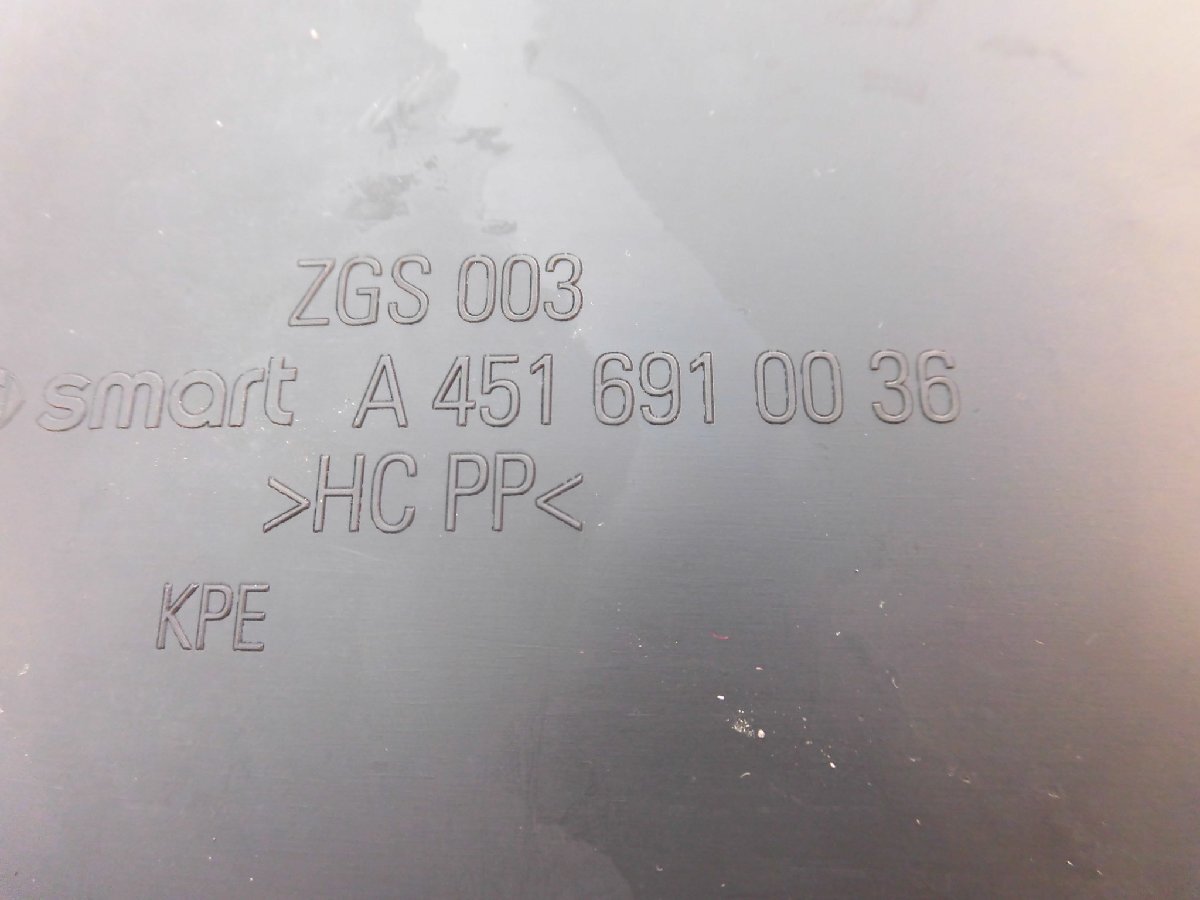 ZGS 003
smart A 451 691 00 36
>HC PP<
KPE